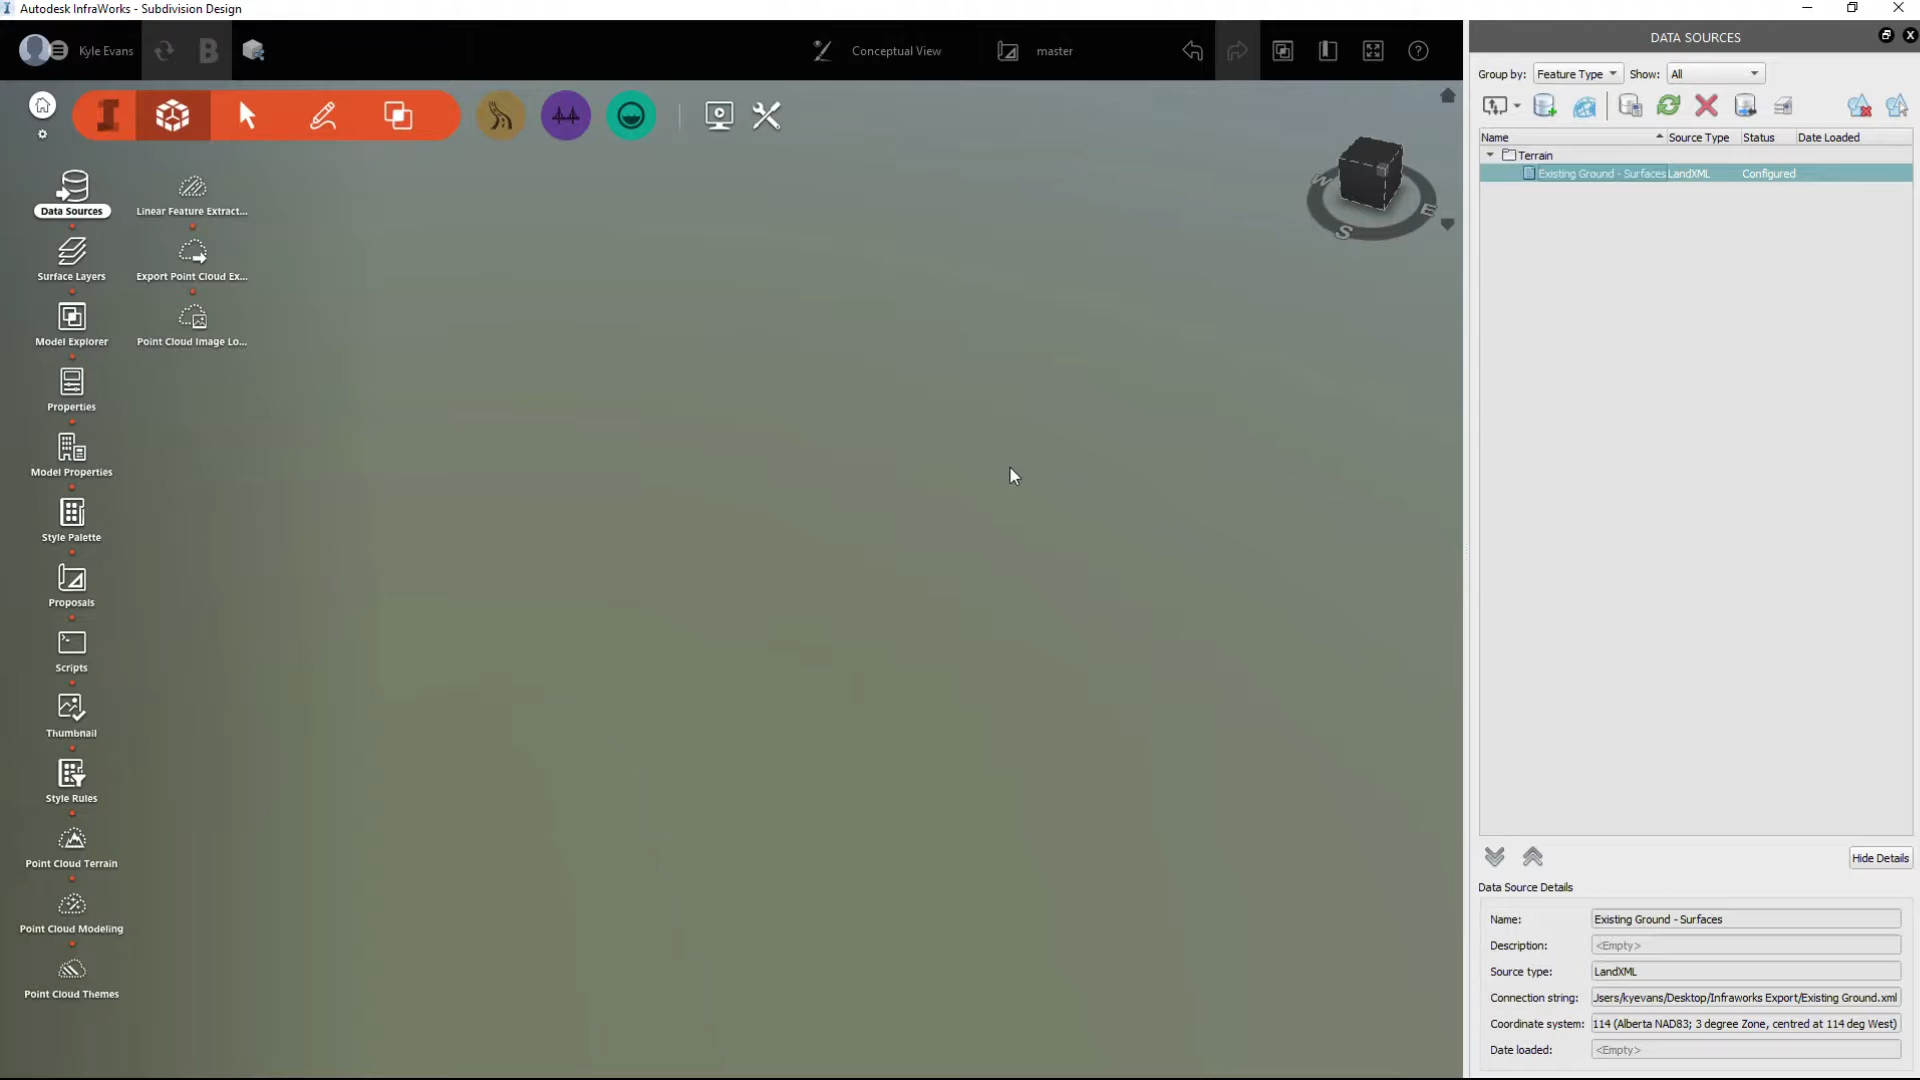 Autodesk InfraWorks - Subdivision Design
Kyle Evans
B
Conceptual View
master
DATA SOURCES
Group by: Feature Type Show: All
Name Source Type Status Date Loaded
Terrain
Existing Ground - Surfaces LandXML Configured
W
E
S
Data Sources
Linear Feature Extract...
Surface Layers
Export Point Cloud Ex...
Model Explorer
Point Cloud Image Lo...
Properties
Model Properties
Style Palette
Proposals
Scripts
Thumbnail
Style Rules
Point Cloud Terrain
Point Cloud Modeling
Point Cloud Themes
Hide Details
Data Source Details
Name: Existing Ground - Surfaces
Description: <Empty>
Source type: LandXML
Connection string: Jsers/kyevans/Desktop/Infraworks Export/Existing Ground.xml
Coordinate system: 114 (Alberta NAD83; 3 degree Zone, centred at 114 deg West)
Date loaded: <Empty>